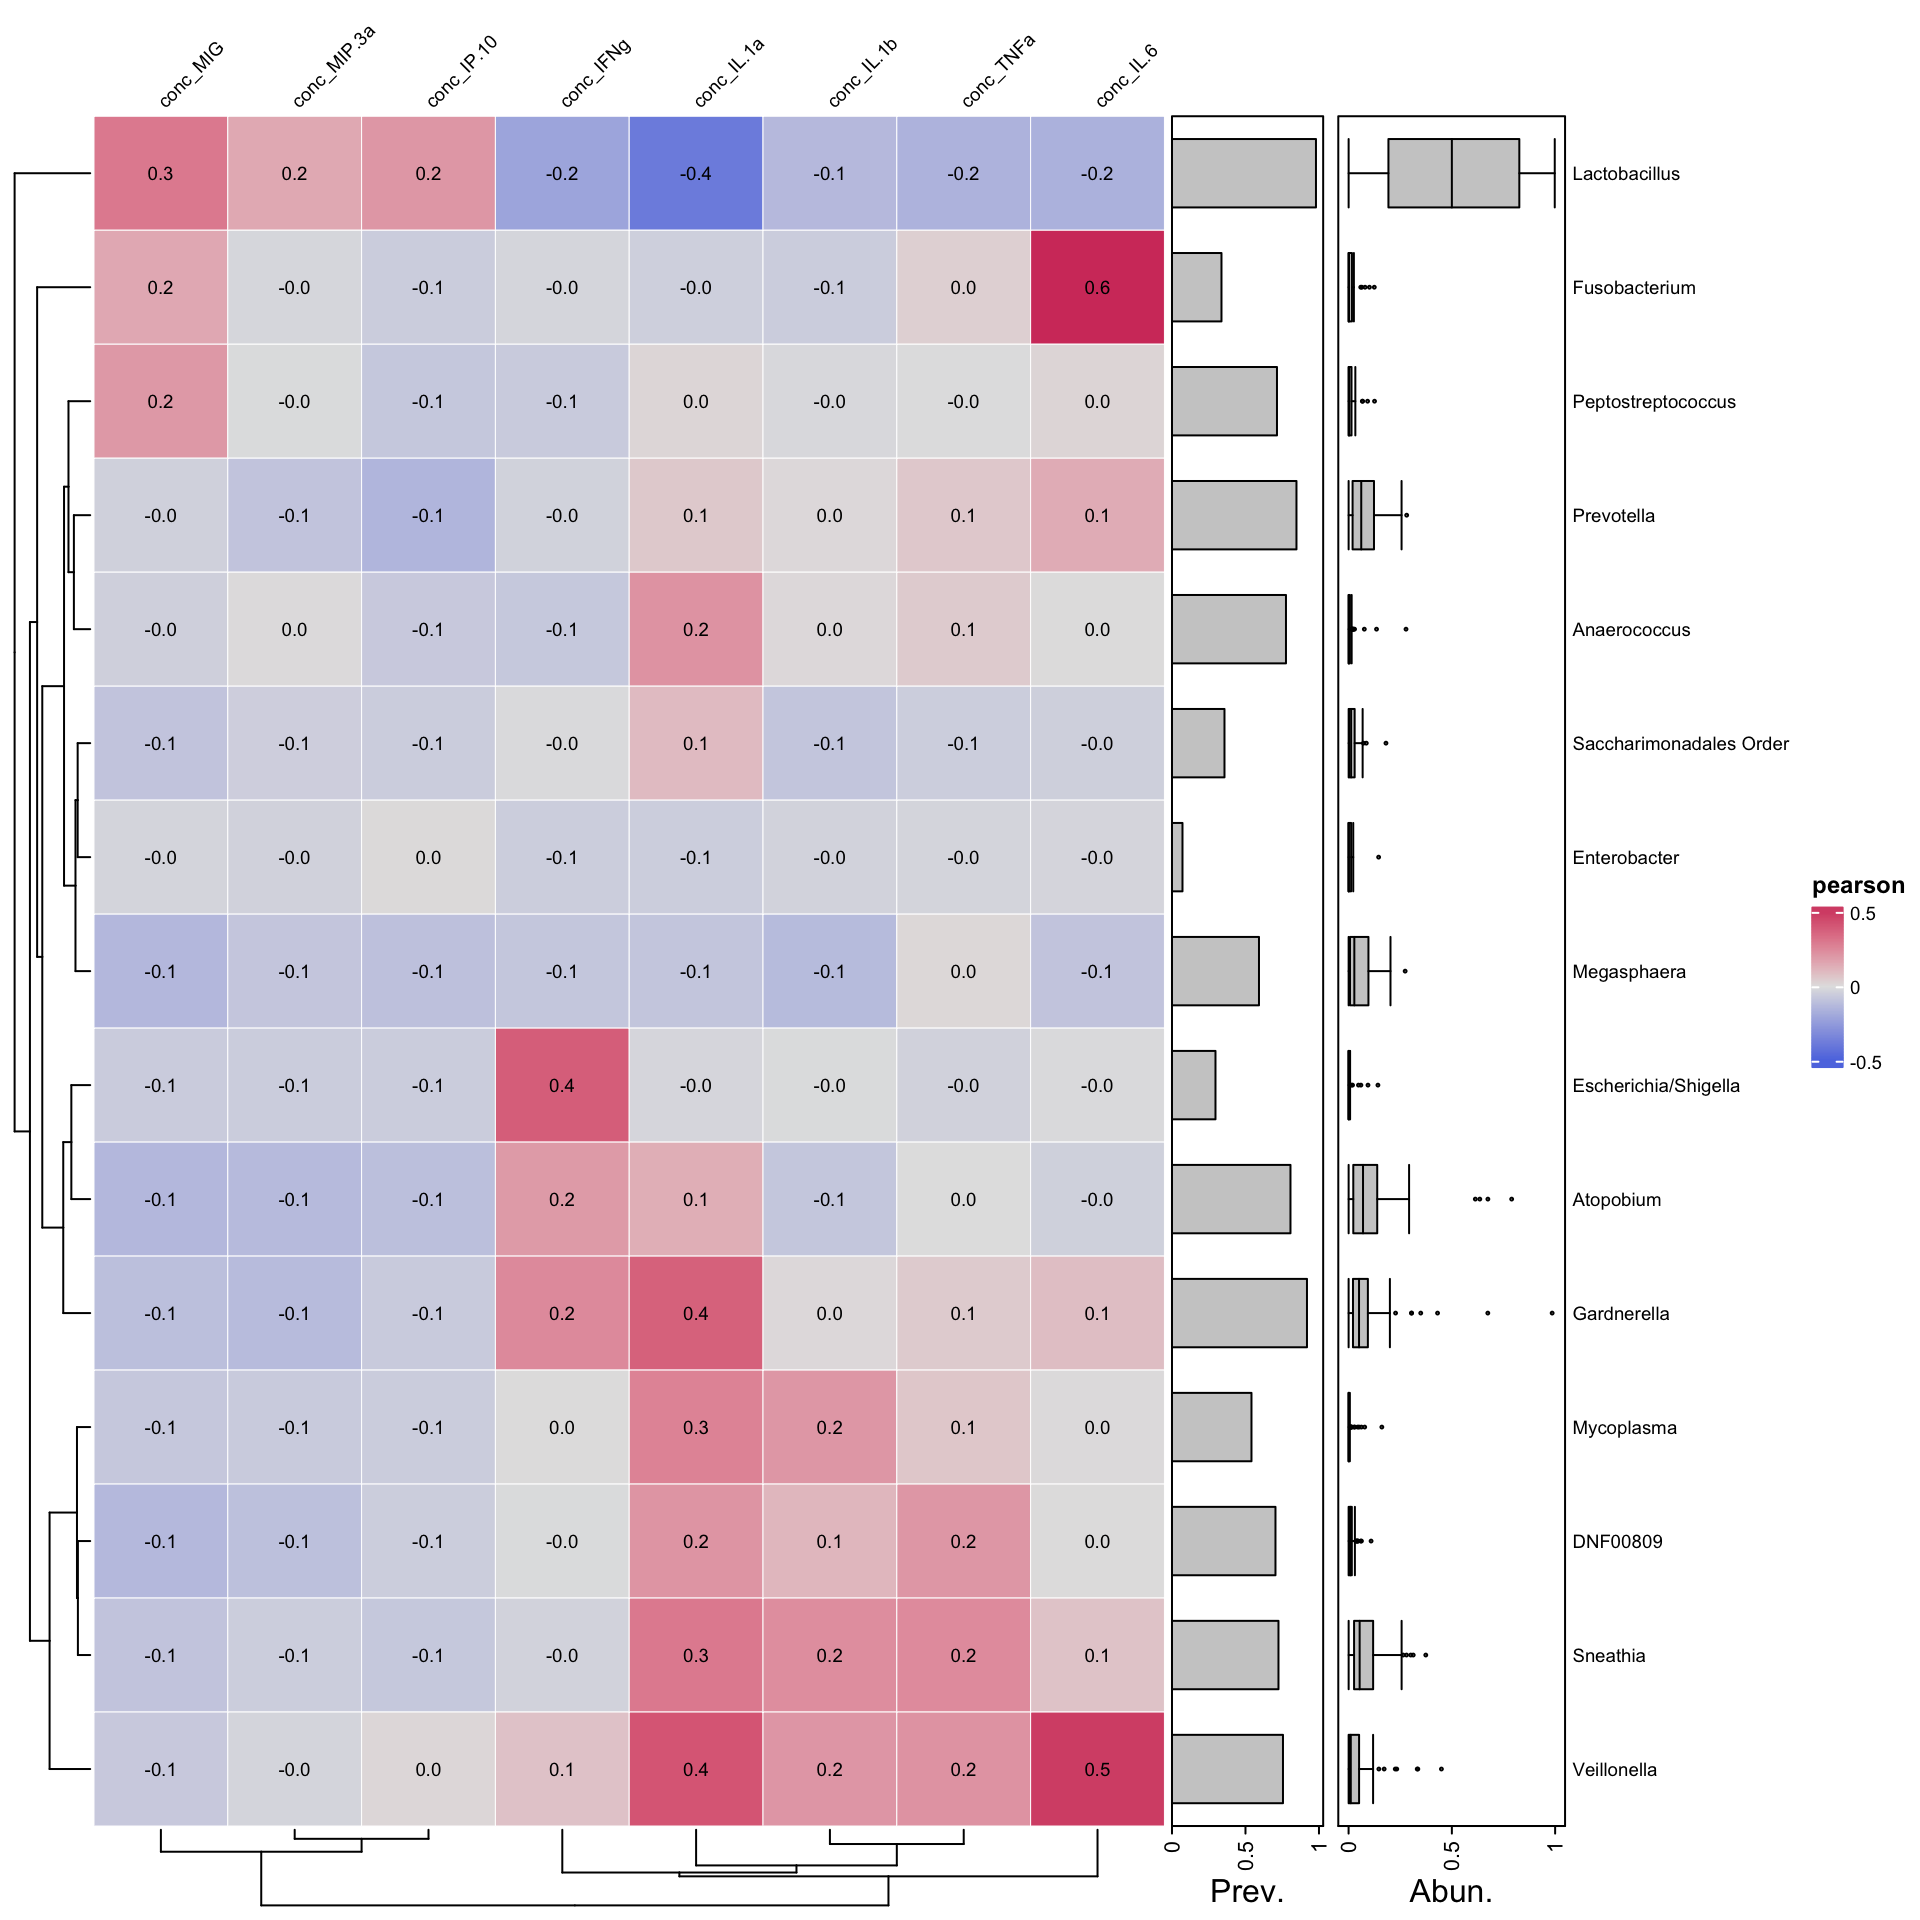 conc_MIG conc_MIP.3a conc_IP.10 conc_IFNg conc_IL.1a conc_IL.1b conc_TNFa conc_IL.6
0.3 0.2 0.2 -0.2 -0.4 -0.1 -0.2 -0.2 Lactobacillus
0.2 -0.0 -0.1 -0.0 -0.0 -0.1 0.0 0.6 Fusobacterium
0.2 -0.0 -0.1 -0.1 0.0 -0.0 -0.0 0.0 Peptostreptococcus
-0.0 -0.1 -0.1 -0.0 0.1 0.0 0.1 0.1 Prevotella
-0.0 0.0 -0.1 -0.1 0.2 0.0 0.1 0.0 Anaerococcus
-0.1 -0.1 -0.1 -0.0 0.1 -0.1 -0.1 -0.0 Saccharimonadales Order
-0.0 -0.0 0.0 -0.1 -0.1 -0.0 -0.0 -0.0 Enterobacter
-0.1 -0.1 -0.1 -0.1 -0.1 -0.1 0.0 -0.1 Megasphaera
-0.1 -0.1 -0.1 0.4 -0.0 -0.0 -0.0 -0.0 Escherichia/Shigella
-0.1 -0.1 -0.1 0.2 0.1 -0.1 0.0 -0.0 Atopobium
-0.1 -0.1 -0.1 0.2 0.4 0.0 0.1 0.1 Gardnerella
-0.1 -0.1 -0.1 0.0 0.3 0.2 0.1 0.0 Mycoplasma
-0.1 -0.1 -0.1 -0.0 0.2 0.1 0.2 0.0 DNF00809
-0.1 -0.1 -0.1 -0.0 0.3 0.2 0.2 0.1 Sneathia
-0.1 -0.0 0.0 0.1 0.4 0.2 0.2 0.5 Veillonella
0 0.5 1 0 0.5 1
Prev. Abun.
pearson
0.5
0
-0.5